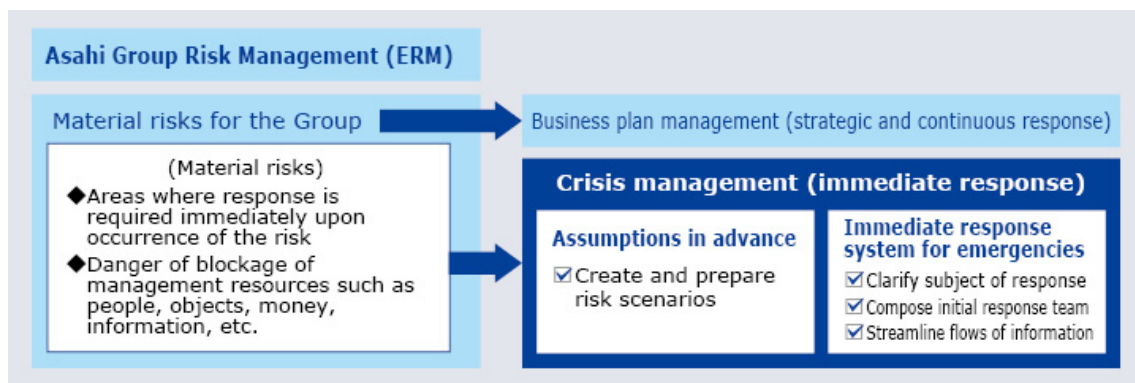 Asahi Group Risk Management (ERM)
Material risks for the Group
Business plan management (strategic and continuous response)
(Material risks)
◆Areas where response is
required immediately upon
occurrence of the risk
◆Danger of blockage of
management resources such as
people, objects, money,
information, etc.
Crisis management (immediate response)
Assumptions in advance
☑Create and prepare
risk scenarios
Immediate response
system for emergencies
☑Clarify subject of response
☑Compose initial response team
☑Streamline flows of information